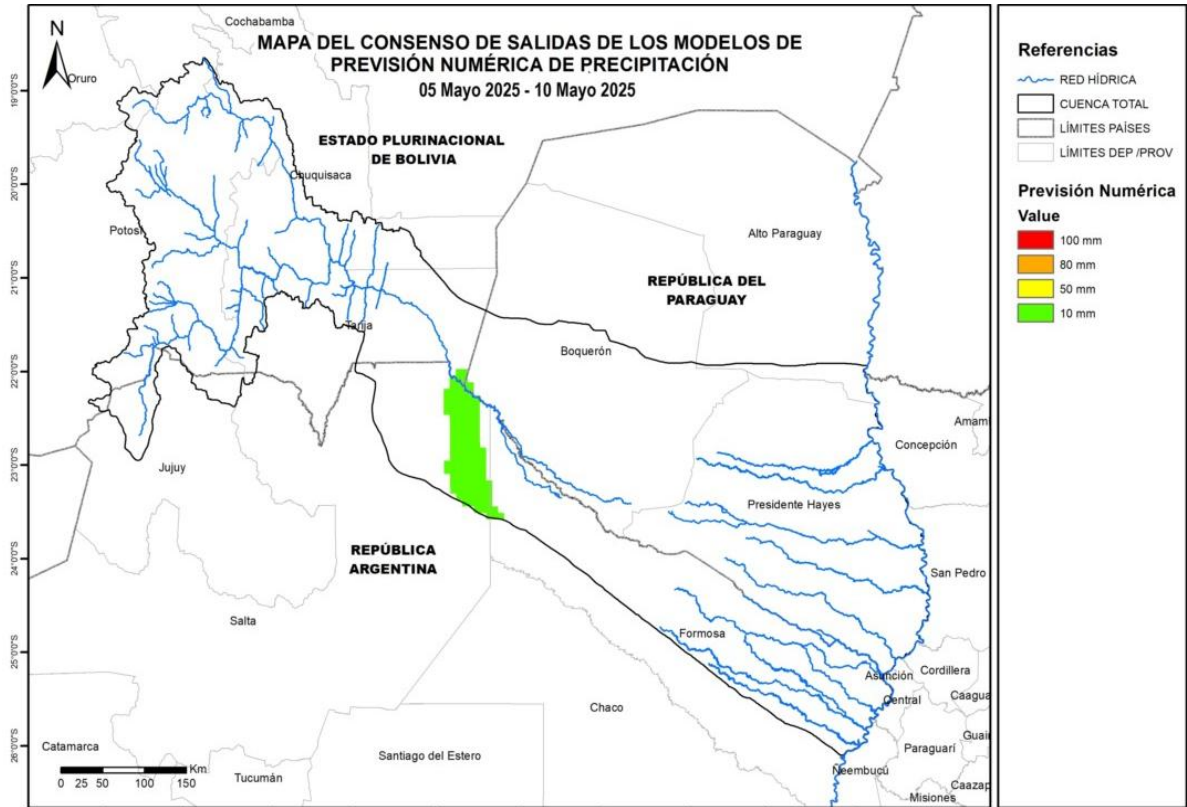 MAPA DEL CONSENSO DE SALIDAS DE LOS MODELOS DE
PREVISIÓN NUMÉRICA DE PRECIPITACIÓN
05 Mayo 2025 - 10 Mayo 2025
N
Cochabamba
Oruro
ESTADO PLURINACIONAL
DE BOLIVIA
Chuquisaca
Potosí
Alto Paraguay
REPÚBLICA DEL
PARAGUAY
Tarija
Boquerón
Amam
Concepción
Jujuy
Presidente Hayes
REPÚBLICA
ARGENTINA
San Pedro
Salta
Formosa
Asunción
Cordillera
Central
Caagua
Chaco
Guair
Catamarca
Santiago del Estero
Paraguarí
Tucumán
Ñeembucú
Caazap
Misiones
0 25 50 100 150
Km
19°0'0"S
20°0'0"S
21°0'0"S
22°0'0"S
23°0'0"S
24°0'0"S
25°0'0"S
26°0'0"S
Referencias
RED HÍDRICA
CUENCA TOTAL
LÍMITES PAÍSES
LÍMITES DEP /PROV
Previsión Numérica
Value
100 mm
80 mm
50 mm
10 mm